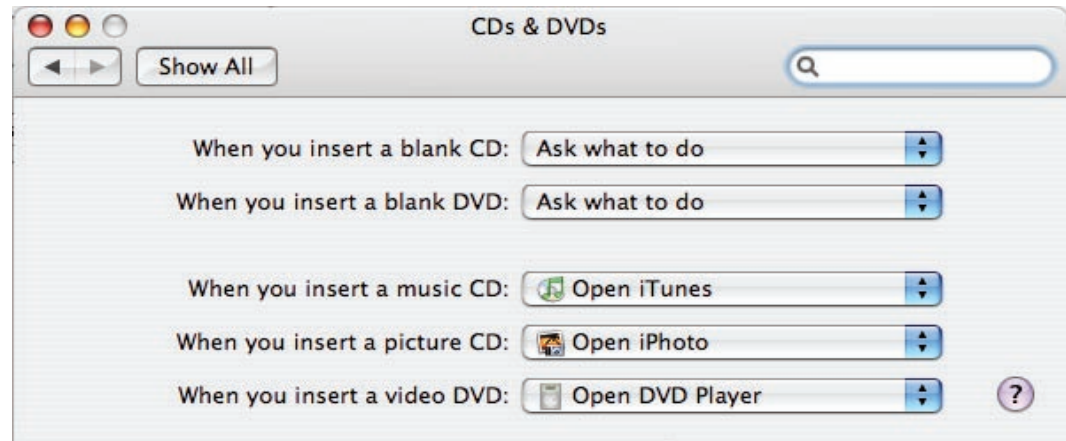 CDs & DVDs
Show All
When you insert a blank CD: Ask what to do
When you insert a blank DVD: Ask what to do
When you insert a music CD: Open iTunes
When you insert a picture CD: Open iPhoto
When you insert a video DVD: Open DVD Player ?